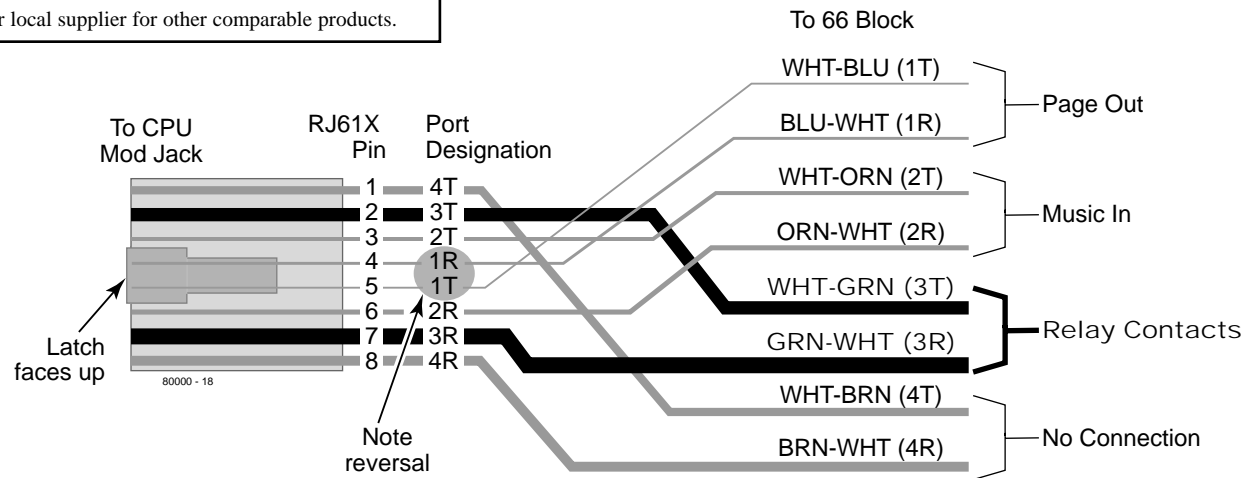 r local supplier for other comparable products.
To 66 Block
To CPU
Mod Jack
RJ61X
Pin
Port
Designation
1 4T
2 3T
3 2T
4 1R
5 1T
6 2R
7 3R
8 4R
Latch
faces up
80000 - 18
Note
reversal
WHT-BLU (1T)
BLU-WHT (1R)
Page Out
WHT-ORN (2T)
ORN-WHT (2R)
Music In
WHT-GRN (3T)
GRN-WHT (3R)
Relay Contacts
WHT-BRN (4T)
BRN-WHT (4R)
No Connection